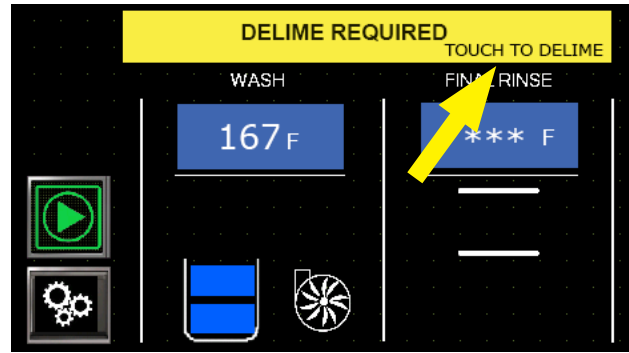 DELIME REQUIRED
TOUCH TO DELIME
WASH
FINAL RINSE
167 F
*** F